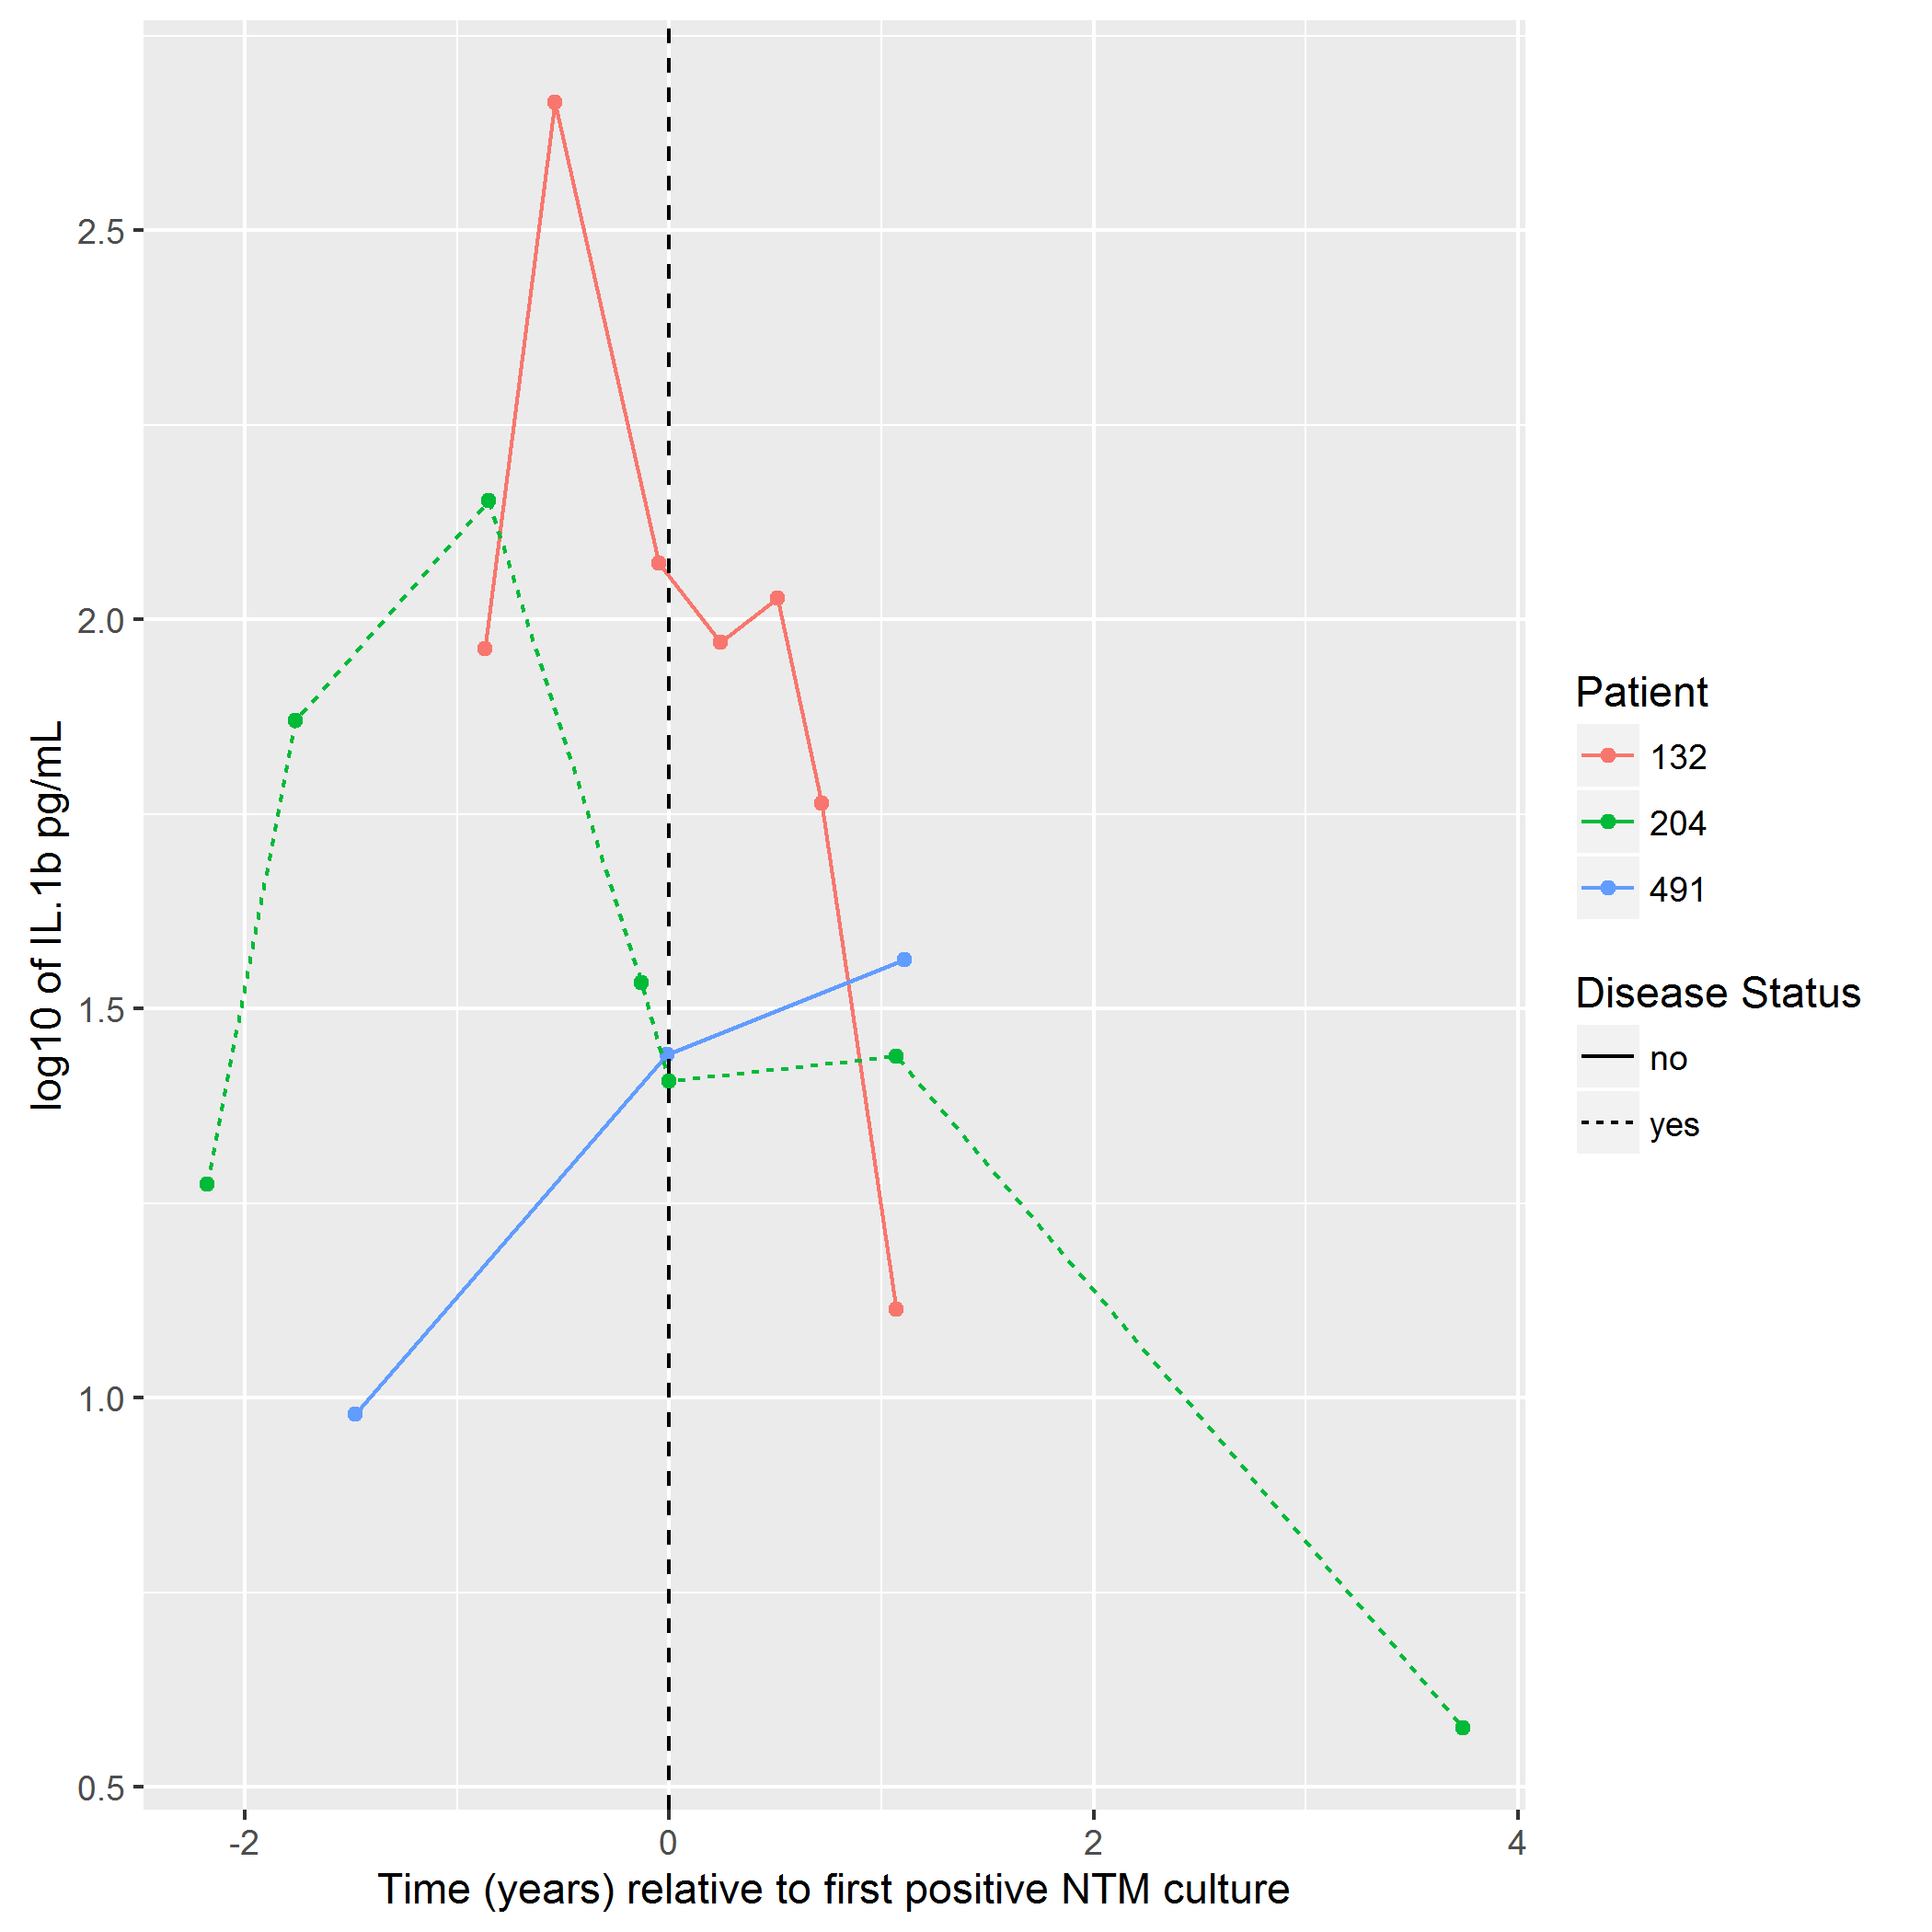 log10 of IL.1b pg/mL
2.5
2.0
1.5
1.0
0.5
-2
0
2
4
Time (years) relative to first positive NTM culture
Patient
132
204
491
Disease Status
no
yes